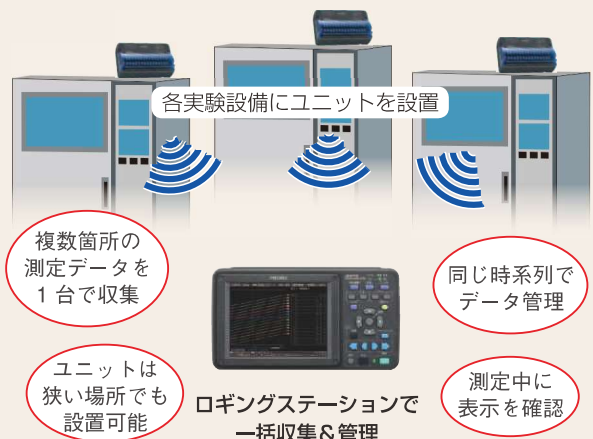 各実験設備にユニットを設置
複数箇所の
測定データを
1 台で収集
同じ時系列で
データ管理
ユニットは
狭い場所でも
設置可能
ロギングステーションで
一括収集&管理
測定中に
表示を確認